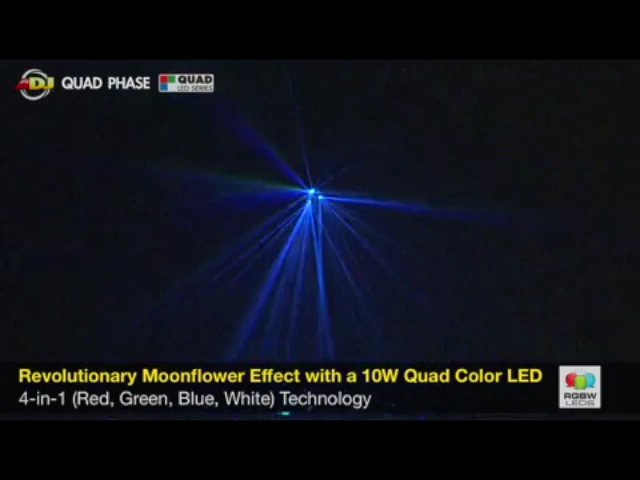 ADJ QUAD PHASE QUAD
LED SERIES
Revolutionary Moonflower Effect with a 10W Quad Color LED
4-in-1 (Red, Green, Blue, White) Technology
RGBW
LEDS